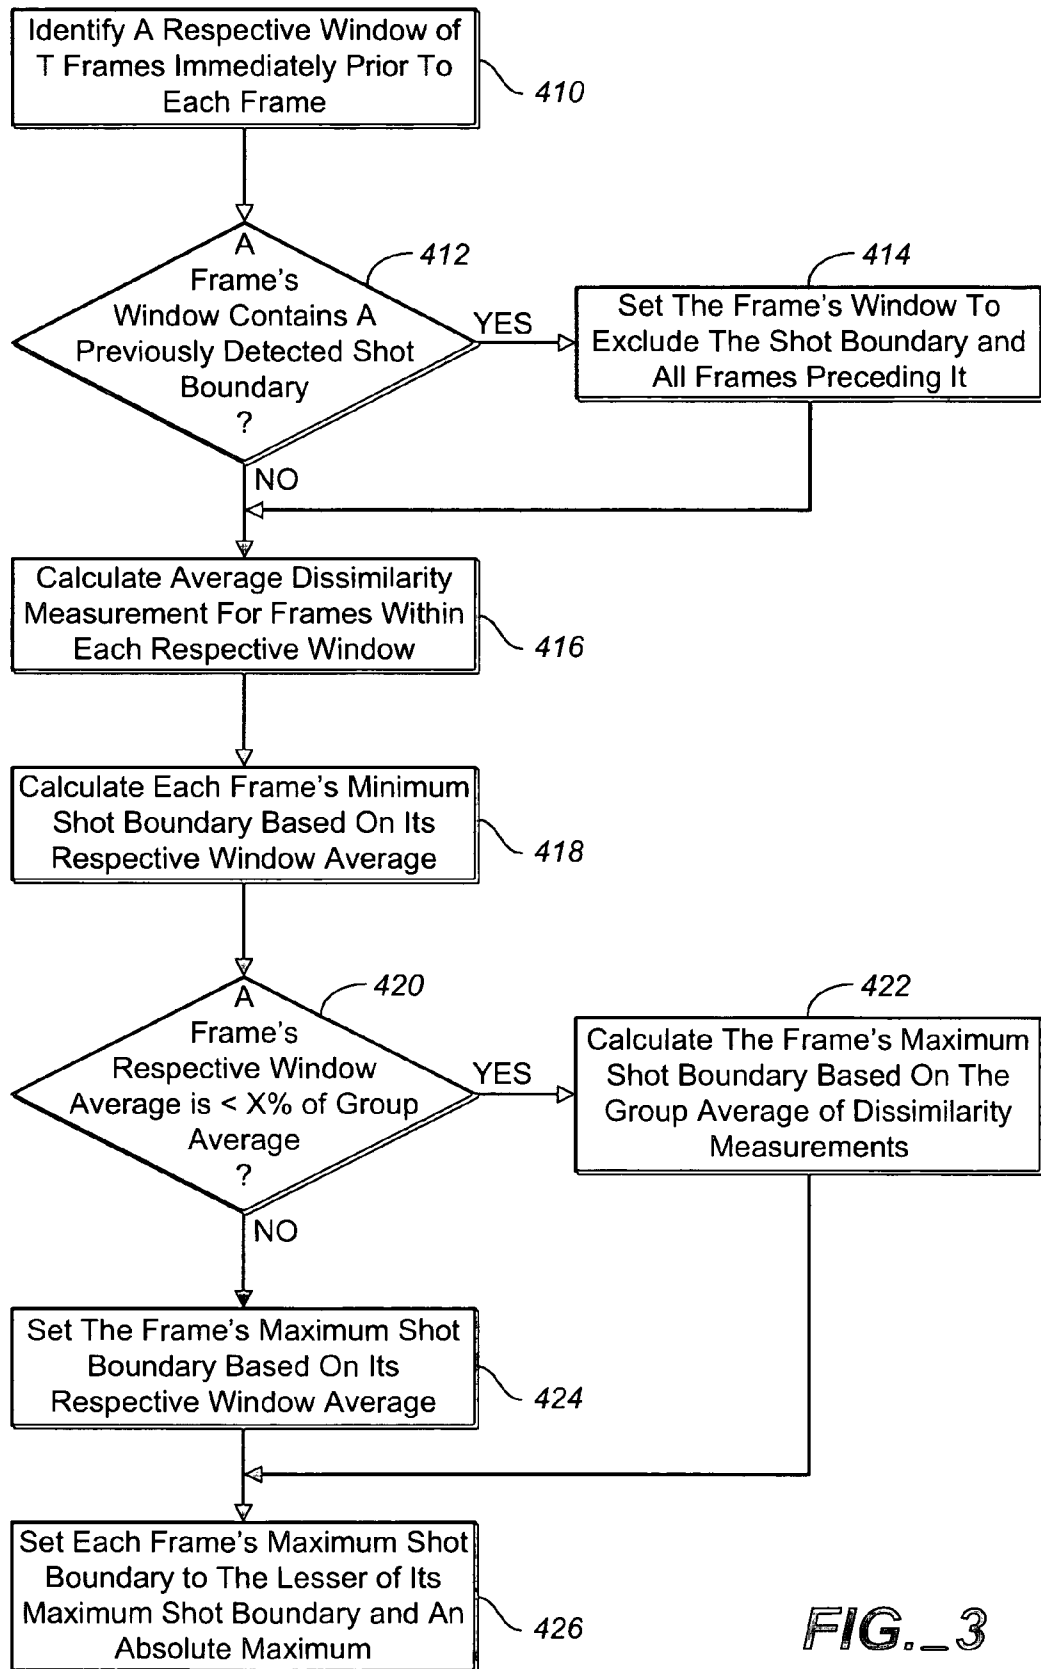 Identify A Respective Window of
T Frames Immediately Prior To
Each Frame
410
A
Frame's
Window Contains A
Previously Detected Shot
Boundary
?
412
YES
NO
414
Set The Frame's Window To
Exclude The Shot Boundary and
All Frames Preceding It
Calculate Average Dissimilarity
Measurement For Frames Within
Each Respective Window
416
Calculate Each Frame's Minimum
Shot Boundary Based On Its
Respective Window Average
418
A
Frame's
Respective Window
Average is < X% of Group
Average
?
420
YES
NO
422
Calculate The Frame's Maximum
Shot Boundary Based On The
Group Average of Dissimilarity
Measurements
Set The Frame's Maximum Shot
Boundary Based On Its
Respective Window Average
424
Set Each Frame's Maximum Shot
Boundary to The Lesser of Its
Maximum Shot Boundary and An
Absolute Maximum
426
FIG._3